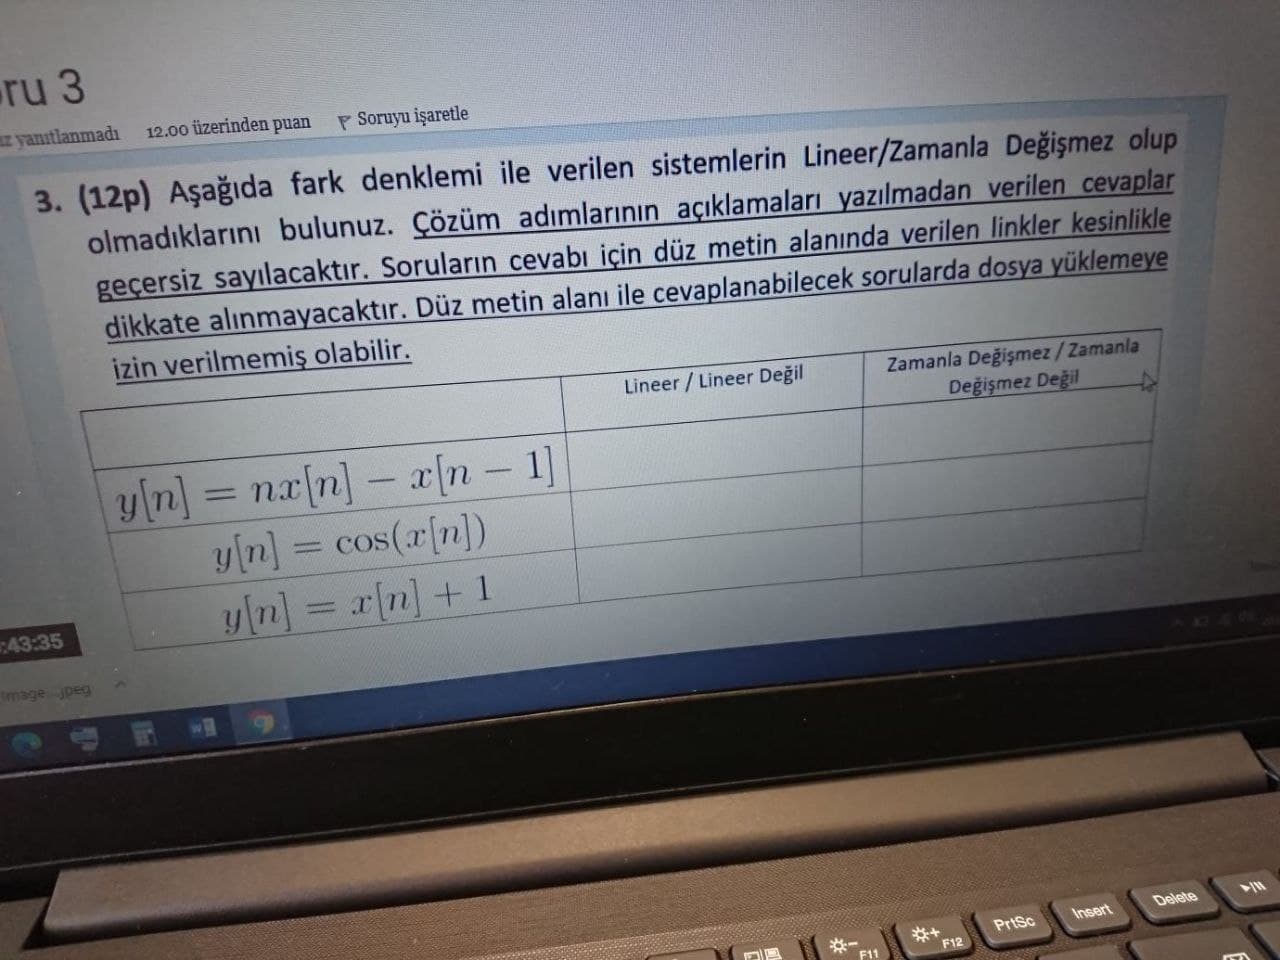 ru 3
yanıtlanmadı 12.00 üzerinden puan Soruyu işaretle
3. (12p) Aşağıda fark denklemi ile verilen sistemlerin Lineer/Zamanla Değişmez olup
olmadıklarını bulunuz. Çözüm adımlarının açıklamaları yazılmadan verilen cevaplar
geçersiz sayılacaktır. Soruların cevabı için düz metin alanında verilen linkler kesinlikle
dikkate alınmayacaktır. Düz metin alanı ile cevaplanabilecek sorularda dosya yüklemeye
izin verilmemiş olabilir.
Lineer / Lineer Değil
Zamanla Değişmez / Zamanla
Değişmez Değil
y[n] = nx[n] − x[n − 1]
y[n] = cos(x[n])
y[n] = x[n] + 1
:43:35
image...jpeg
F11
F12
PrtSc
Insert
Delete